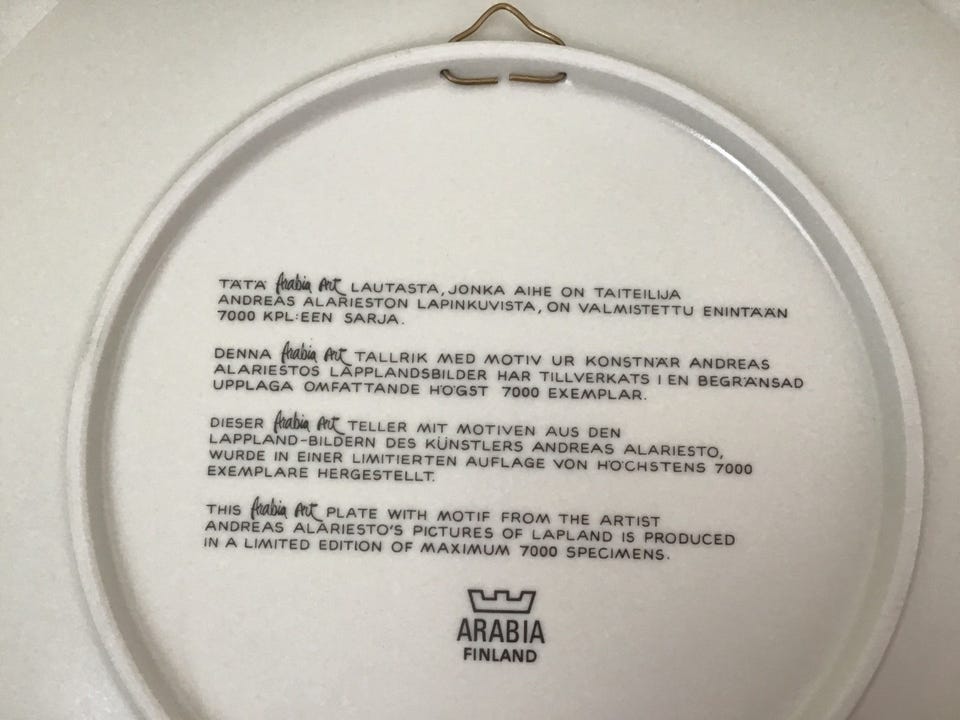 TÄTÄ Arabia Art LAUTASTA, JONKA AIHE ON TAITEILIJA
ANDREAS ALARIESTON LAPINKUVISTA, ON VALMISTETTU ENINTÄÄN
7000 KPL:EEN SARJA.
DENNA Arabia Art TALLRIK MED MOTIV UR KONSTNÄR ANDREAS
ALARIESTOS LAPPLANDSBILDER HAR TILLVERKATS I EN BEGRÄNSAD
UPPLAGA OMFATTANDE HÖGST 7000 EXEMPLAR.
DIESER Arabia Art TELLER MIT MOTIVEN AUS DEN
LAPPLAND-BILDERN DES KÜNSTLERS ANDREAS ALARIESTO,
WURDE IN EINER LIMITIERTEN AUFLAGE VON HÖCHSTENS 7000
EXEMPLARE HERGESTELLT.
THIS Arabia Art PLATE WITH MOTIF FROM THE ARTIST
ANDREAS ALARIESTO'S PICTURES OF LAPLAND IS PRODUCED
IN A LIMITED EDITION OF MAXIMUM 7000 SPECIMENS.
ARABIA
FINLAND